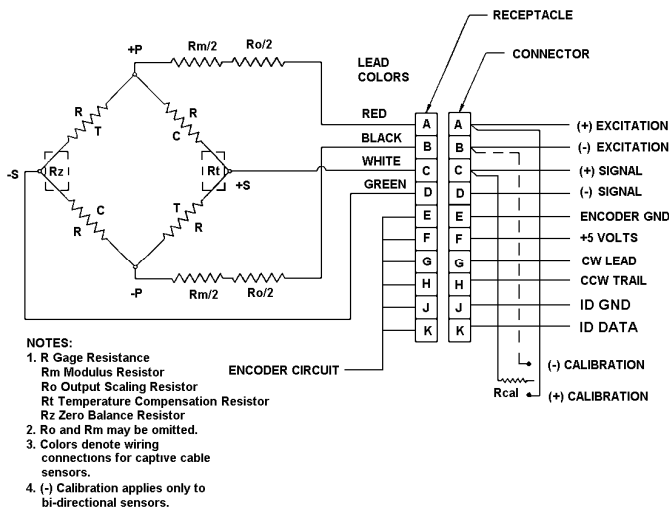 RECEPTACLE
CONNECTOR
+P
Rm/2 Ro/2
LEAD
COLORS
R
T
R
C
RED
A A (+) EXCITATION
BLACK
B B (-) EXCITATION
WHITE
-S Rz Rt +S
C C (+) SIGNAL
GREEN
D D (-) SIGNAL
C
R
T
R
E E ENCODER GND
F F +5 VOLTS
G G CW LEAD
H H CCW TRAIL
-P
Rm/2 Ro/2
J J ID GND
K K ID DATA
ENCODER CIRCUIT
(-) CALIBRATION
Rcal
(+) CALIBRATION
NOTES:
1. R Gage Resistance
Rm Modulus Resistor
Ro Output Scaling Resistor
Rt Temperature Compensation Resistor
Rz Zero Balance Resistor
2. Ro and Rm may be omitted.
3. Colors denote wiring
connections for captive cable
sensors.
4. (-) Calibration applies only to
bi-directional sensors.